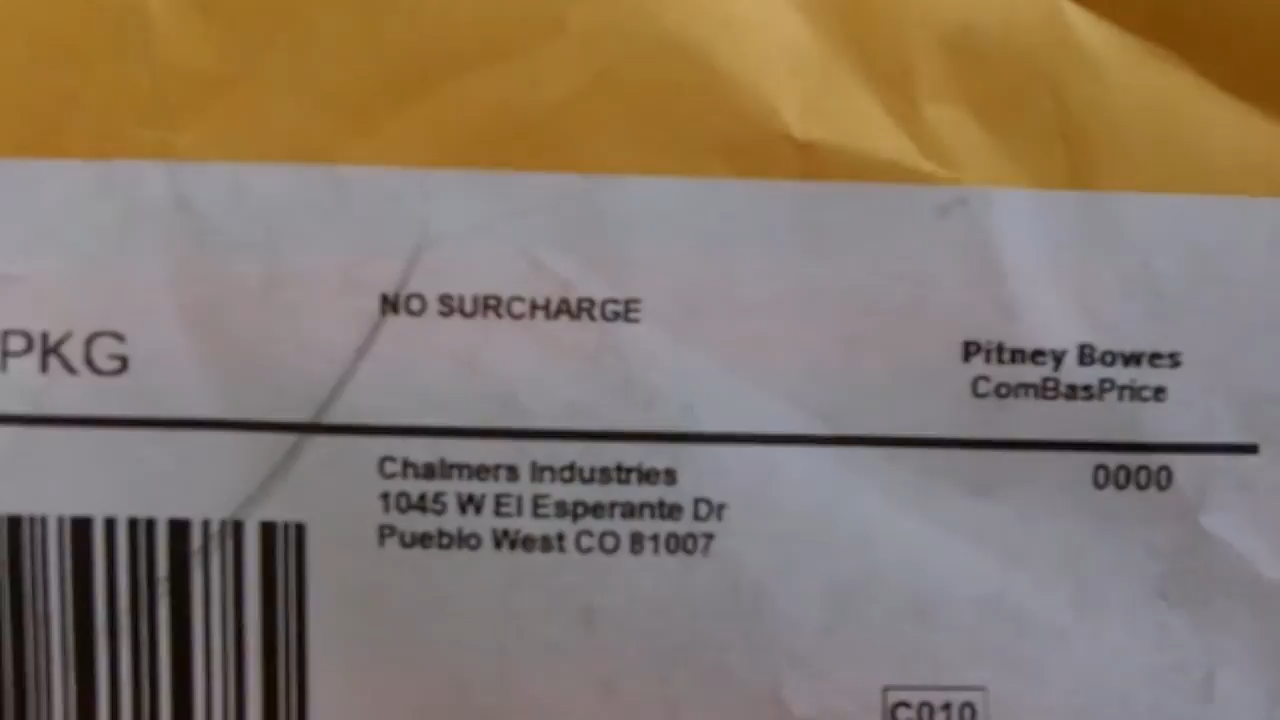 NO SURCHARGE
PKG
Pitney Bowes
ComBasPrice
Chalmers Industries
1045 W El Esperante Dr
Pueblo West CO 81007
0000
C010